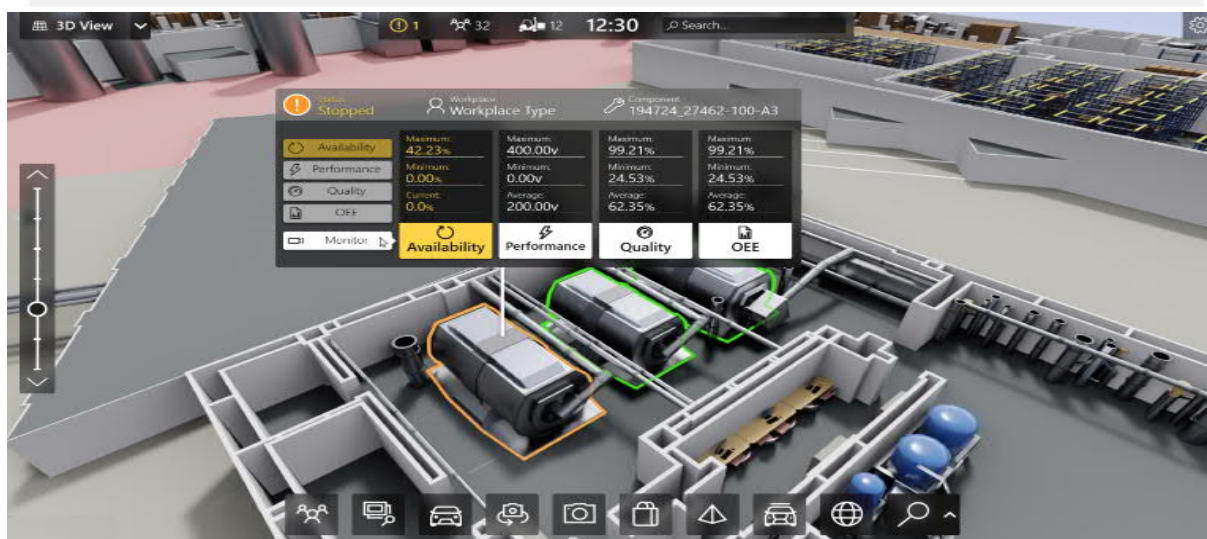 3D View
1
32
12
12:30
Search...
Status:
Stopped
Workplace
Workplace Type
Component
194724_27462-100-A3
Availability
Performance
Quality
OEE
Monitor
Maximum:
42.23%
Minimum:
0.00%
Current:
0.0%
Availability
Maximum:
400.00v
Minimum:
0.00v
Average:
200.00v
Performance
Maximum:
99.21%
Minimum:
24.53%
Average:
62.35%
Quality
Maximum:
99.21%
Minimum:
24.53%
Average:
62.35%
OEE